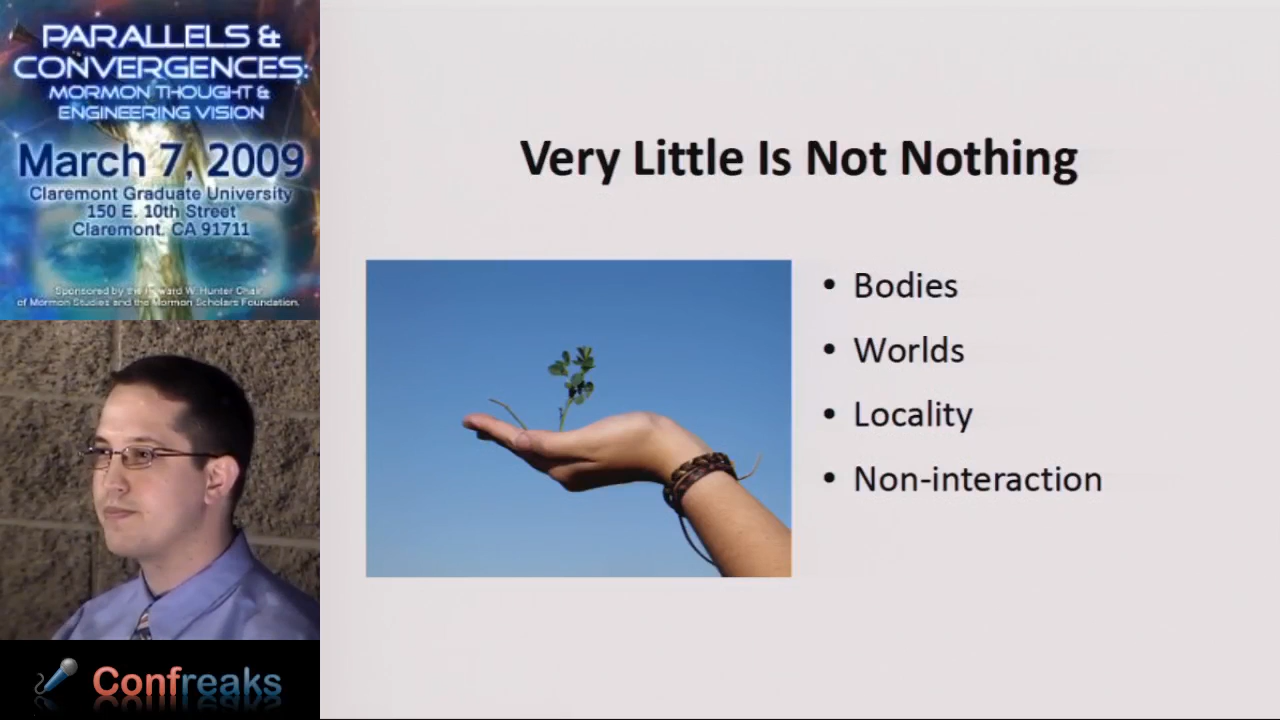 PARALLELS &
CONVERGENCES:
MORMON THOUGHT &
ENGINEERING VISION
March 7, 2009
Claremont Graduate University
150 E. 10th Street
Claremont, CA 91711
Sponsored by the Howard W. Hunter Chair
of Mormon Studies and the Mormon Scholars Foundation.
Confreaks
Very Little Is Not Nothing
• Bodies
• Worlds
• Locality
• Non-interaction